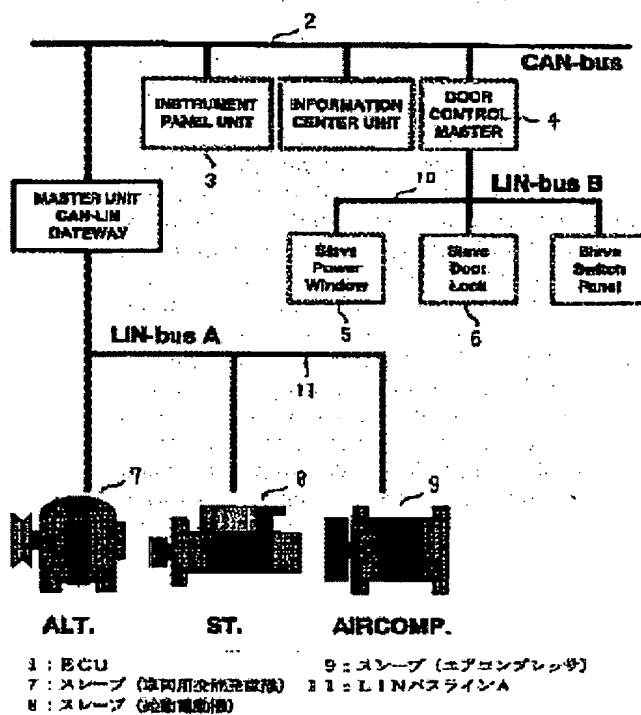 2
CAN-bus
INSTRUMENT
PANEL UNIT
INFORMATION
CENTER UNIT
DOOR
CONTROL
MASTER
4
3
MASTER UNIT
CAN-LIN
GATEWAY
10
LIN-bus B
Slave
Power
Window
Slave
Door
Lock
Slave
Switch
Panel
5
6
LIN-bus A
11
7
8
9
ALT.
ST.
AIRCOMP.
1:ECU
7:スレーブ(車両用交流発電機)
8:スレーブ(始動電動機)
9:スレーブ(エアコンプレッサ)
11:LINバスラインA